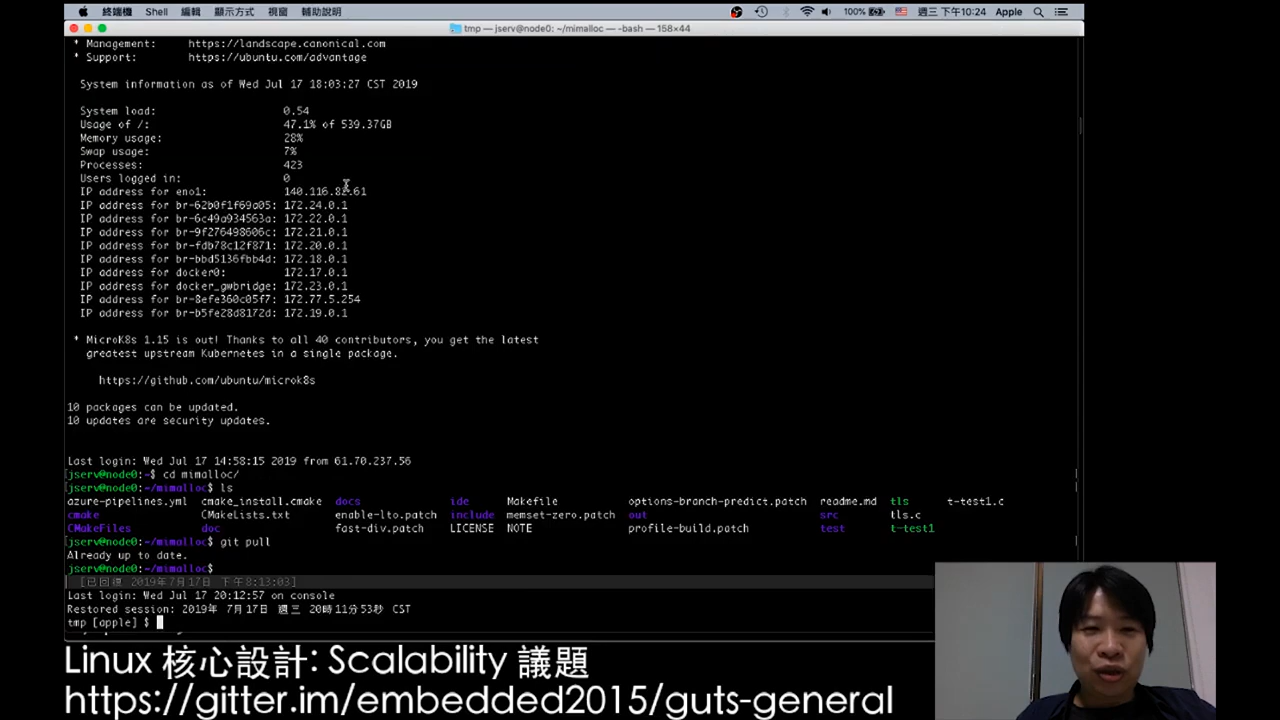 終端機 Shell 編輯 顯示方式 視窗 輔助說明 100% 週三 下午10:24 Apple
tmp — jserv@node0: ~/mimalloc — -bash — 158×44
* Management: https://landscape.canonical.com
* Support: https://ubuntu.com/advantage
System information as of Wed Jul 17 18:03:27 CST 2019
System load: 0.54
Usage of /: 47.1% of 539.37GB
Memory usage: 28%
Swap usage: 7%
Processes: 423
Users logged in: 0
IP address for eno1: 140.116.82.61
IP address for br-62b0f1f69a05: 172.24.0.1
IP address for br-6c49a934563a: 172.22.0.1
IP address for br-9f276498606c: 172.21.0.1
IP address for br-fdb78c12f871: 172.20.0.1
IP address for br-bbd5136fbb4d: 172.18.0.1
IP address for docker0: 172.17.0.1
IP address for docker_gwbridge: 172.23.0.1
IP address for br-8efe360c05f7: 172.77.5.254
IP address for br-b5fe28d8172d: 172.19.0.1
* MicroK8s 1.15 is out! Thanks to all 40 contributors, you get the latest
greatest upstream Kubernetes in a single package.
https://github.com/ubuntu/microk8s
10 packages can be updated.
10 updates are security updates.
Last login: Wed Jul 17 14:58:15 2019 from 61.70.237.56
[jserv@node0:~$ cd mimalloc/
[jserv@node0:~/mimalloc$ ls
azure-pipelines.yml cmake_install.cmake docs ide Makefile options-branch-predict.patch readme.md tls t-test1.c
cmake CMakeLists.txt enable-lto.patch include memset-zero.patch out src tls.c
CMakeFiles doc fast-div.patch LICENSE NOTE profile-build.patch test t-test1
[jserv@node0:~/mimalloc$ git pull
Already up to date.
jserv@node0:~/mimalloc$
[已回復 2019年7月17日 下午8:13:03]
Last login: Wed Jul 17 20:12:57 on console
Restored session: 2019年 7月17日 週三 20時11分53秒 CST
tmp [apple] $
Linux 核心設計: Scalability 議題
https://gitter.im/embedded2015/guts-general